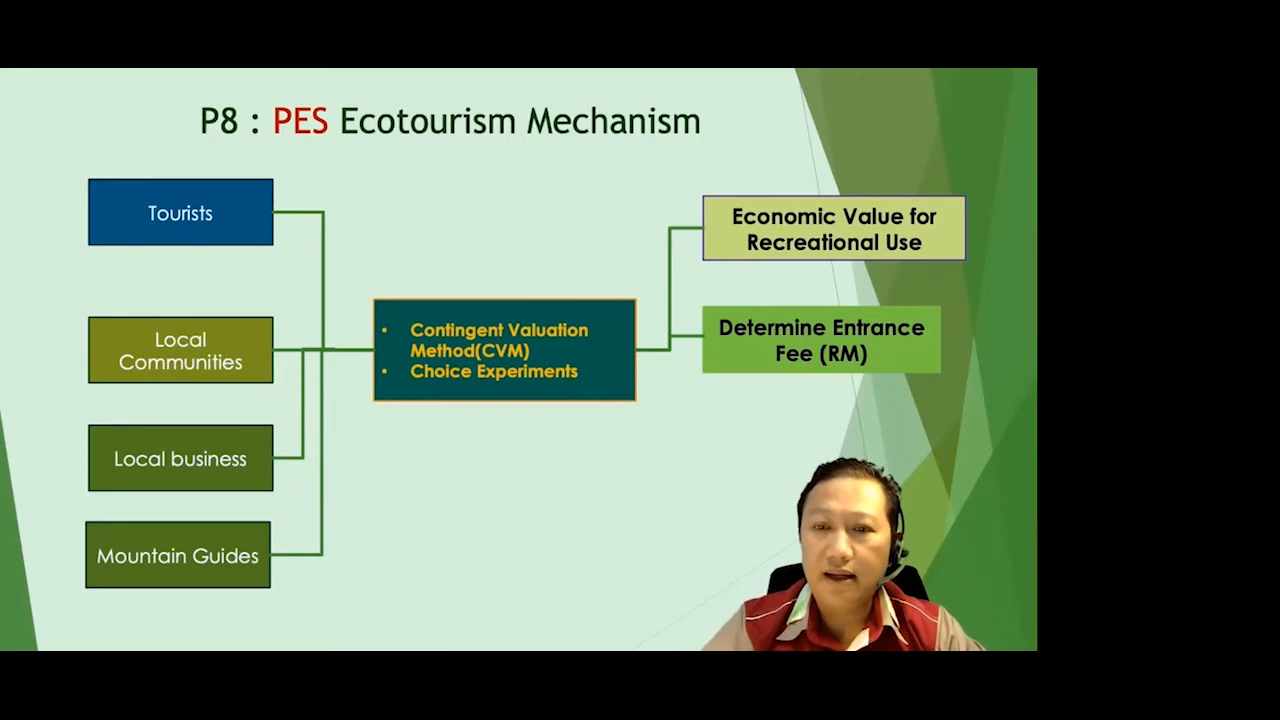 P8 : PES Ecotourism Mechanism
Tourists
Local
Communities
Local business
Mountain Guides
• Contingent Valuation
Method(CVM)
• Choice Experiments
Economic Value for
Recreational Use
Determine Entrance
Fee (RM)